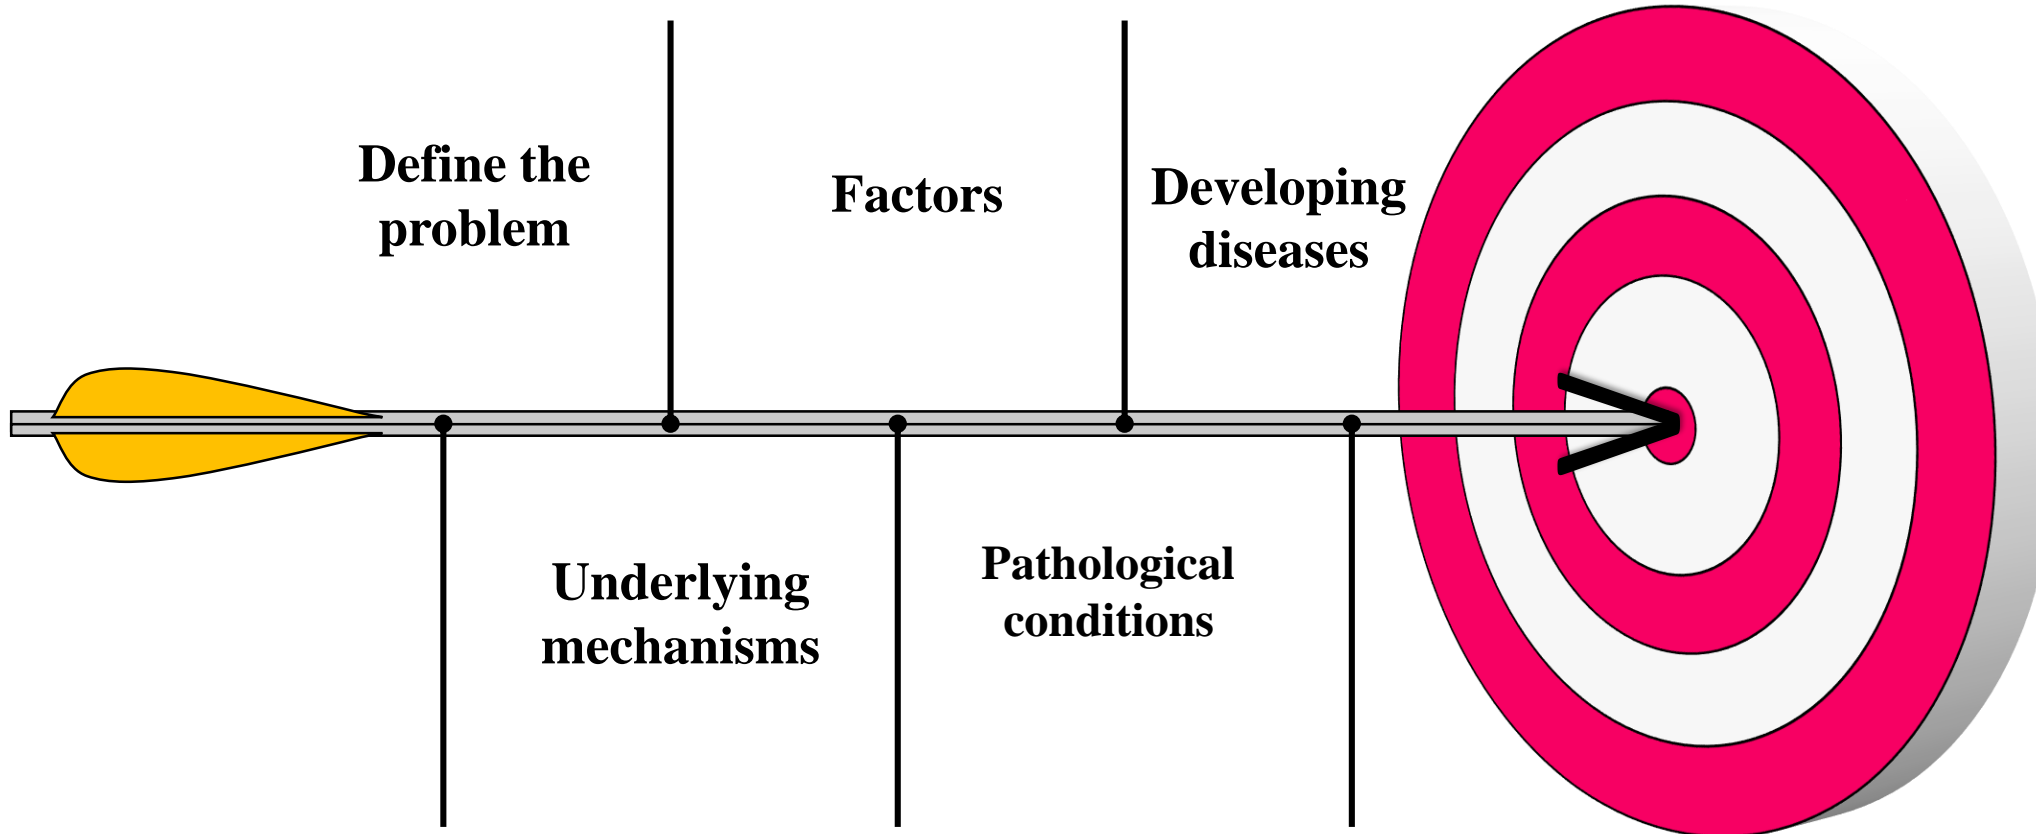 Define the
problem
Underlying
mechanisms
Factors
Pathological
conditions
Developing
diseases